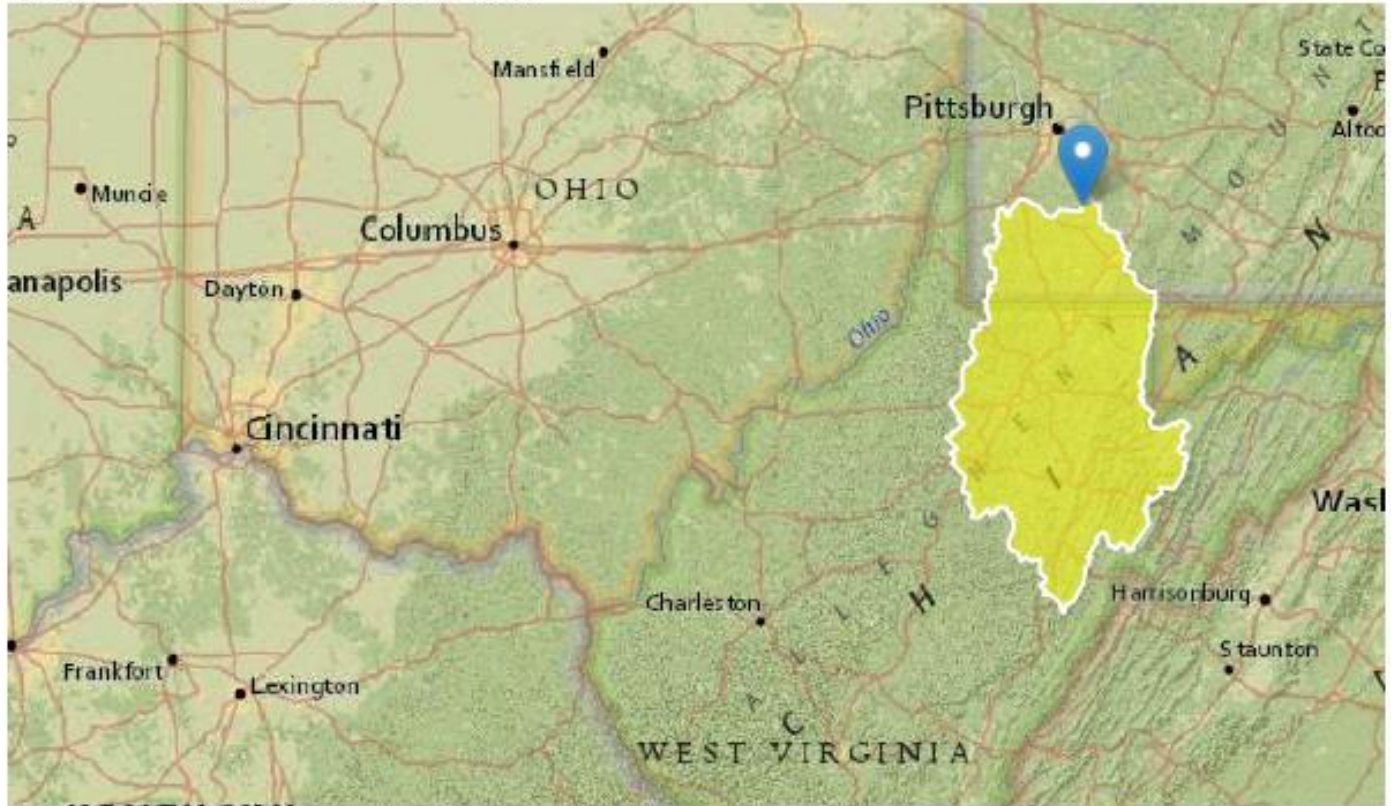 Mansfield
State Co
Pittsburgh
Altoo
Muncie
OHIO
A
Columbus
anapolis
Dayton
Ohio
Cincinnati
Wasl
Charleston
Harrisonburg
Frankfort
Staunton
Lexington
WEST VIRGINIA